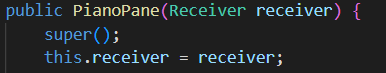 public PianoPane(Receiver receiver) {
super();
this.receiver = receiver;